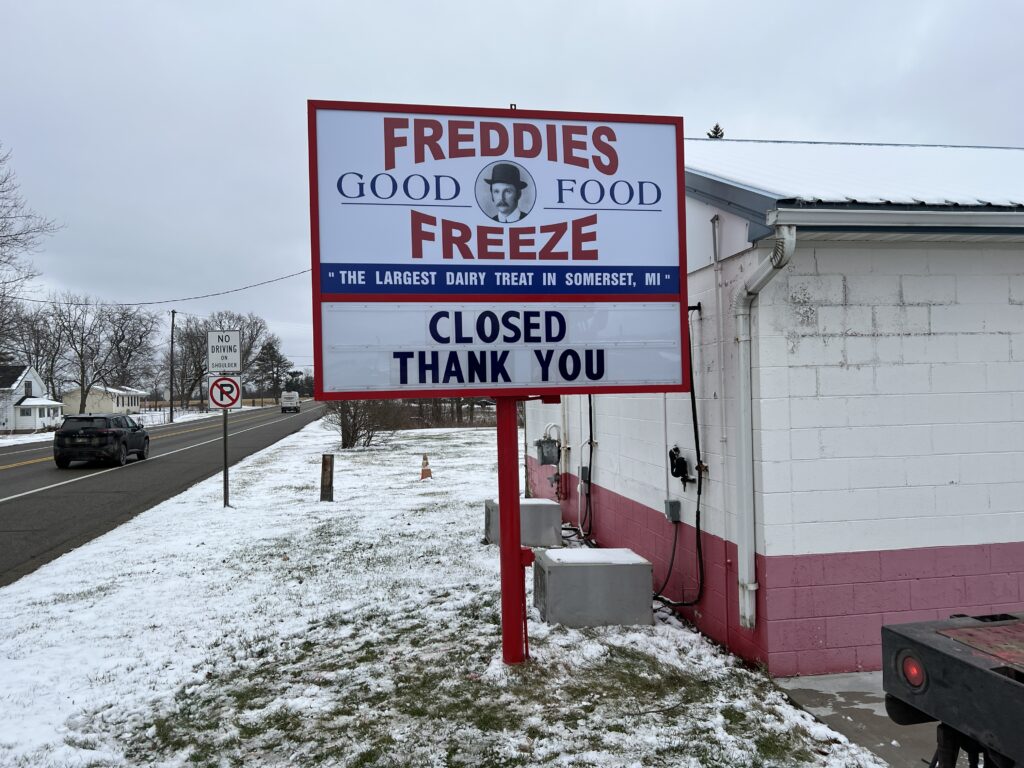 FREDDIES
GOOD FOOD
FREEZE
" THE LARGEST DAIRY TREAT IN SOMERSET, MI "
CLOSED
THANK YOU
NO
DRIVING
ON
SHOULDER
P